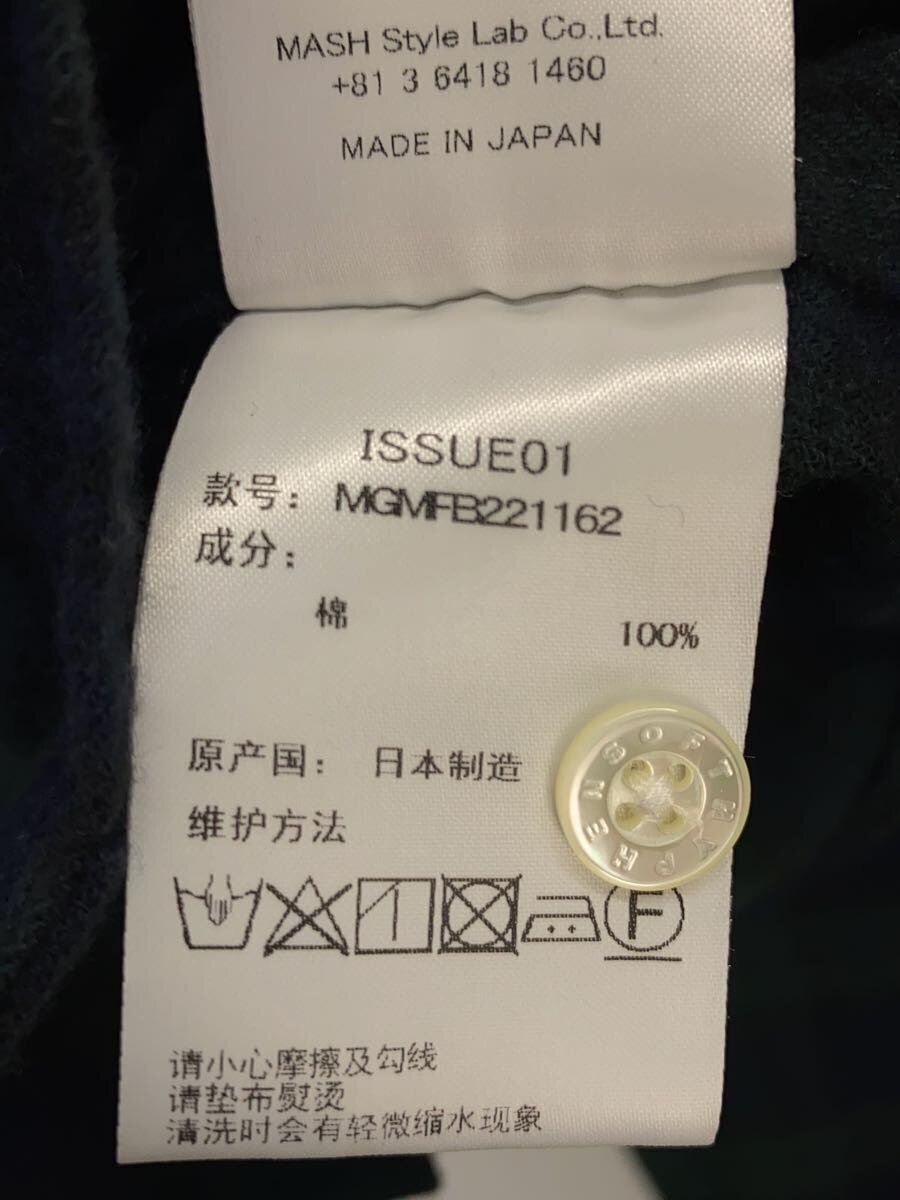 MASH Style Lab Co.,Ltd.
+81 3 6418 1460
MADE IN JAPAN
ISSUE01
款号: MGMFB221162
成分:
棉 100%
原产国: 日本制造
维护方法
F
SOFTHYPHEN
请小心摩擦及勾线
请垫布熨烫
清洗时会有轻微缩水现象